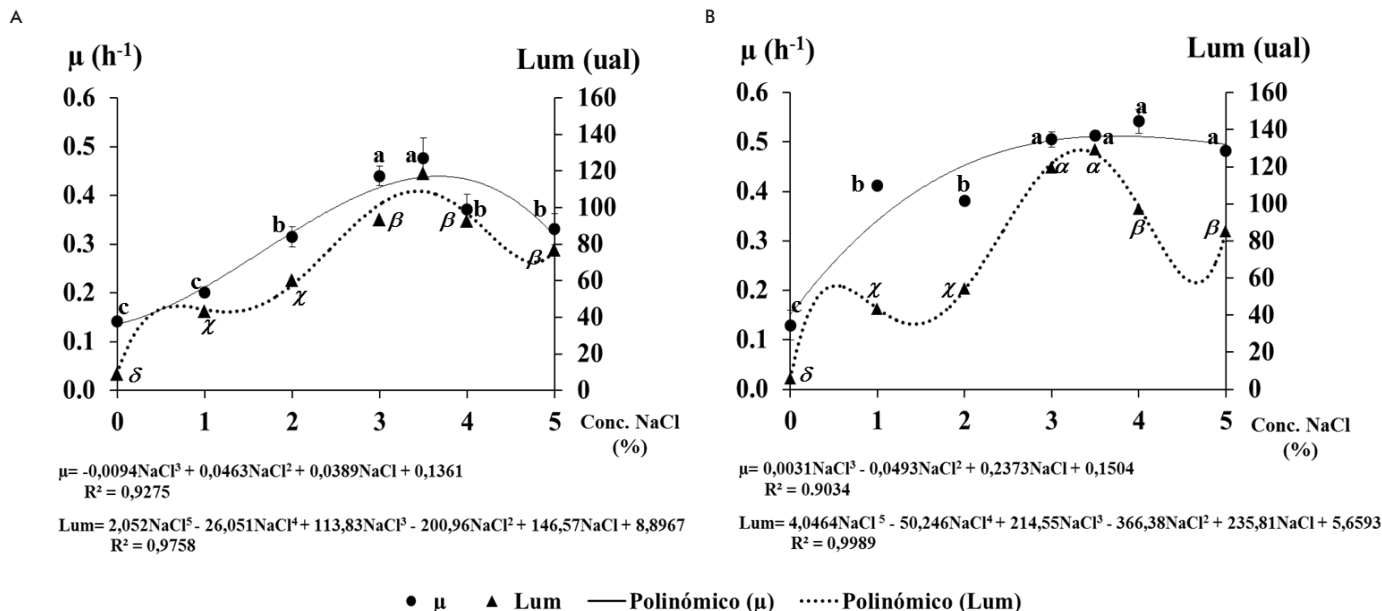 A
μ (h⁻¹)
Lum (ual)
0.6
0.5
0.4
0.3
0.2
0.1
0.0
160
140
120
100
80
60
40
20
0
c
c
b
a
a
b
b
δ
χ
χ
β
β
β
0 1 2 3 4 5
Conc. NaCl
(%)
μ= -0,0094NaCl³ + 0,0463NaCl² + 0,0389NaCl + 0,1361
R² = 0,9275
Lum= 2,052NaCl⁵ - 26,051NaCl⁴ + 113,83NaCl³ - 200,96NaCl² + 146,57NaCl + 8,8967
R² = 0,9758
B
μ (h⁻¹)
Lum (ual)
0.6
0.5
0.4
0.3
0.2
0.1
0.0
160
140
120
100
80
60
40
20
0
c
b
b
a
a
a
a
δ
χ
χ
α
α
β
β
0 1 2 3 4 5
Conc. NaCl
(%)
μ= 0,0031NaCl³ - 0,0493NaCl² + 0,2373NaCl + 0,1504
R² = 0.9034
Lum= 4,0464NaCl⁵ - 50,246NaCl⁴ + 214,55NaCl³ - 366,38NaCl² + 235,81NaCl + 5,6593
R² = 0,9989
μ Lum Polinómico (μ) Polinómico (Lum)